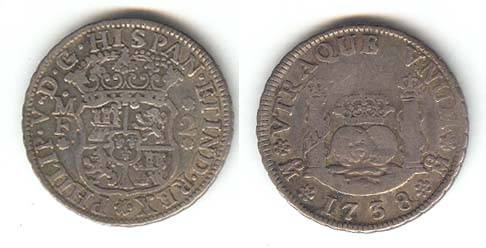 PHILIP·V·D·G·HISPAN·ET IND·REX
M
F
2
VTRAQUE VNUM
M M
1738